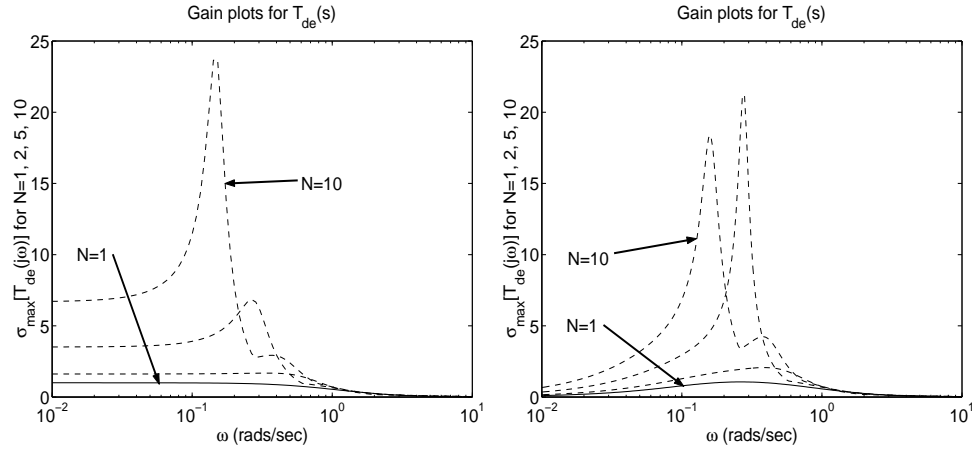 Gain plots for T_de(s)
σ_max[T_de(jω)] for N=1, 2, 5, 10
25
20
15
10
5
0
N=10
N=1
10^-2
10^-1
10^0
10^1
ω (rads/sec)
Gain plots for T_de(s)
σ_max[T_de(jω)] for N=1, 2, 5, 10
25
20
15
10
5
0
N=10
N=1
10^-2
10^-1
10^0
10^1
ω (rads/sec)